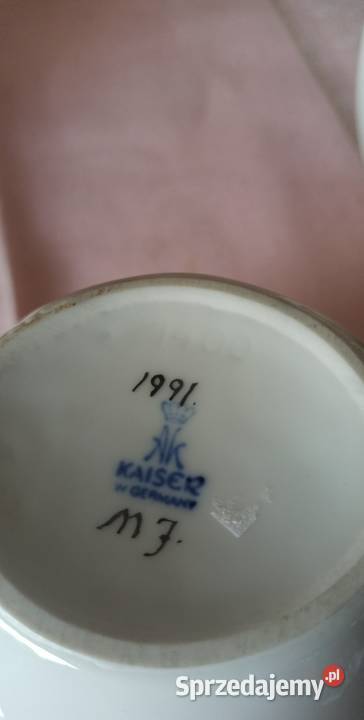 1991.
KAISER
W GERMANY
M J.
Sprzedajemy.pl